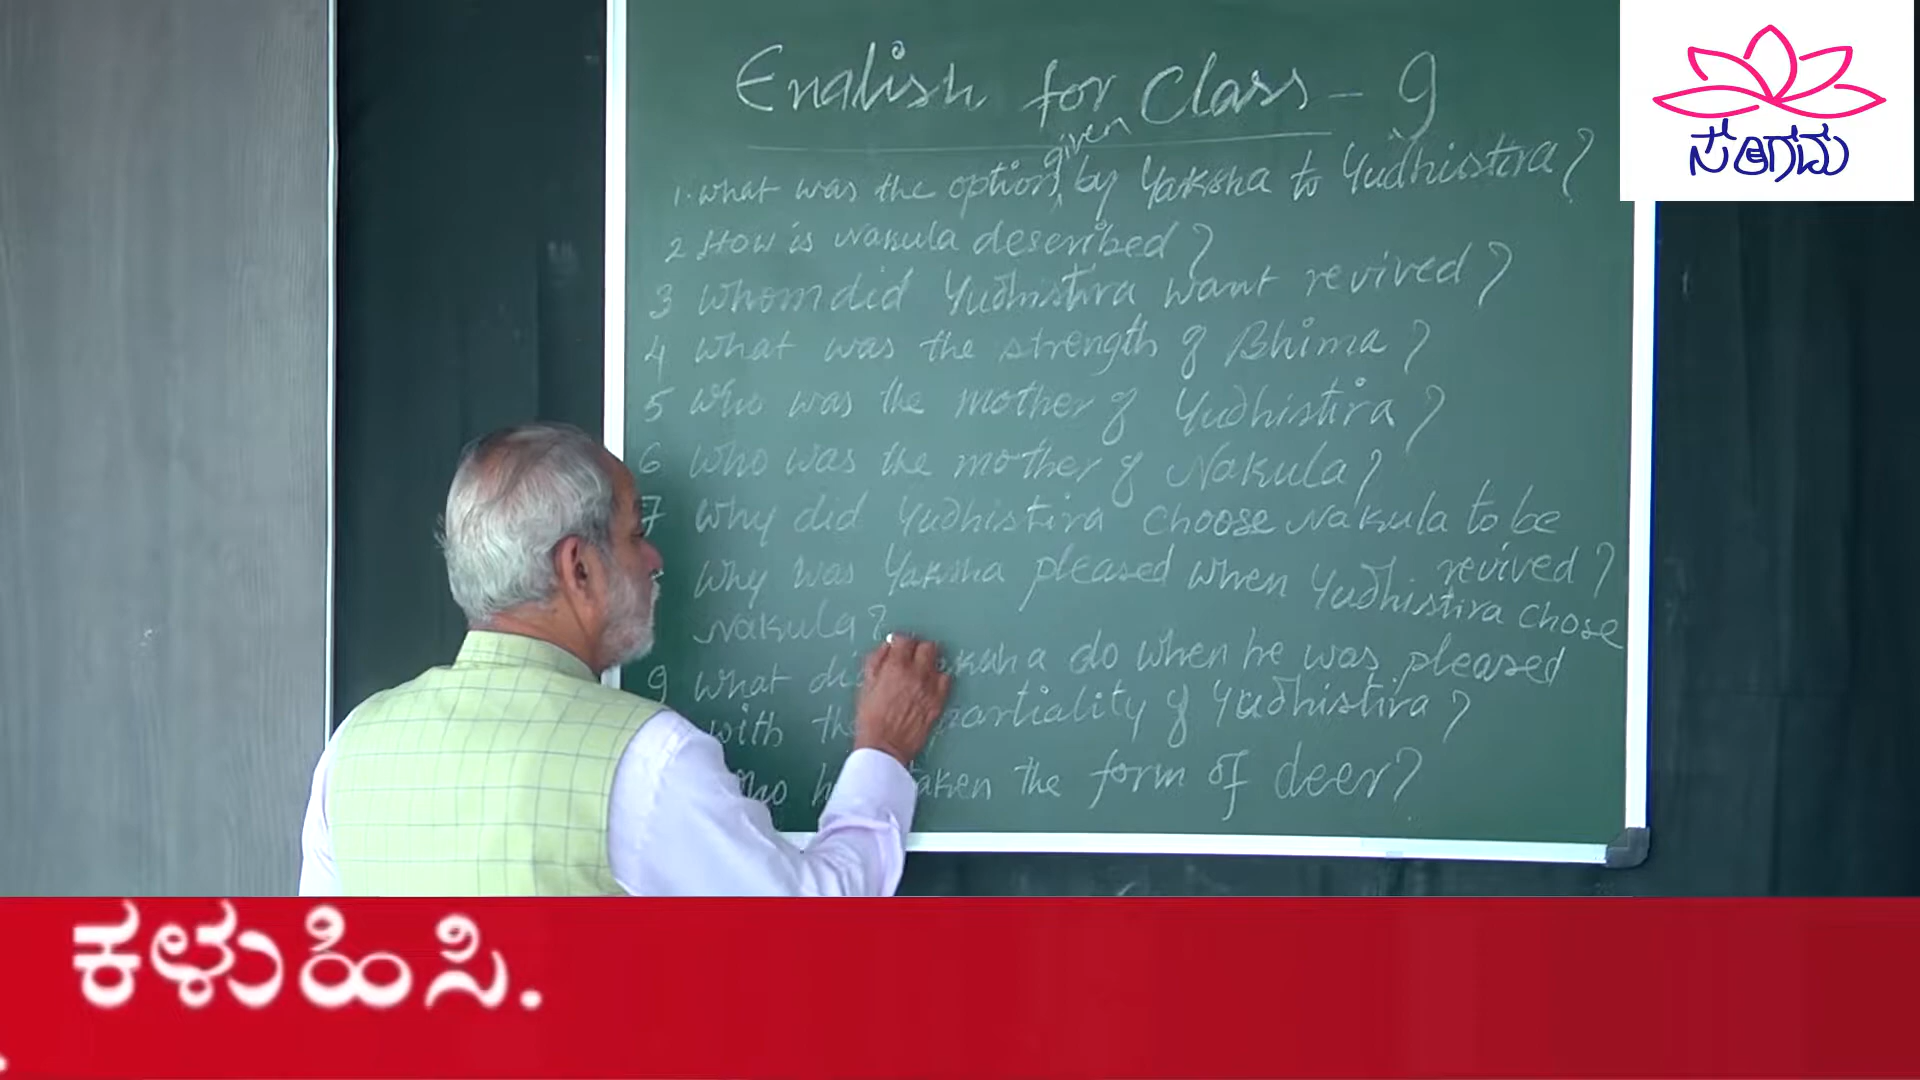 English for Class - 9
given
1. What was the option by Yaksha to Yudhistira?
2 How is Nakula described?
3 Whom did Yudhistira want revived?
4 What was the strength of Bhima?
5 Who was the mother of Yudhistira?
6 Who was the mother of Nakula?
7 Why did Yudhistira choose Nakula to be
revived?
Why was Yaksha pleased when Yudhistira chose
Nakula?
9 What did do when he was pleased
with the partiality of Yudhistira?
taken the form of deer?
ಕಳುಹಿಸಿ.